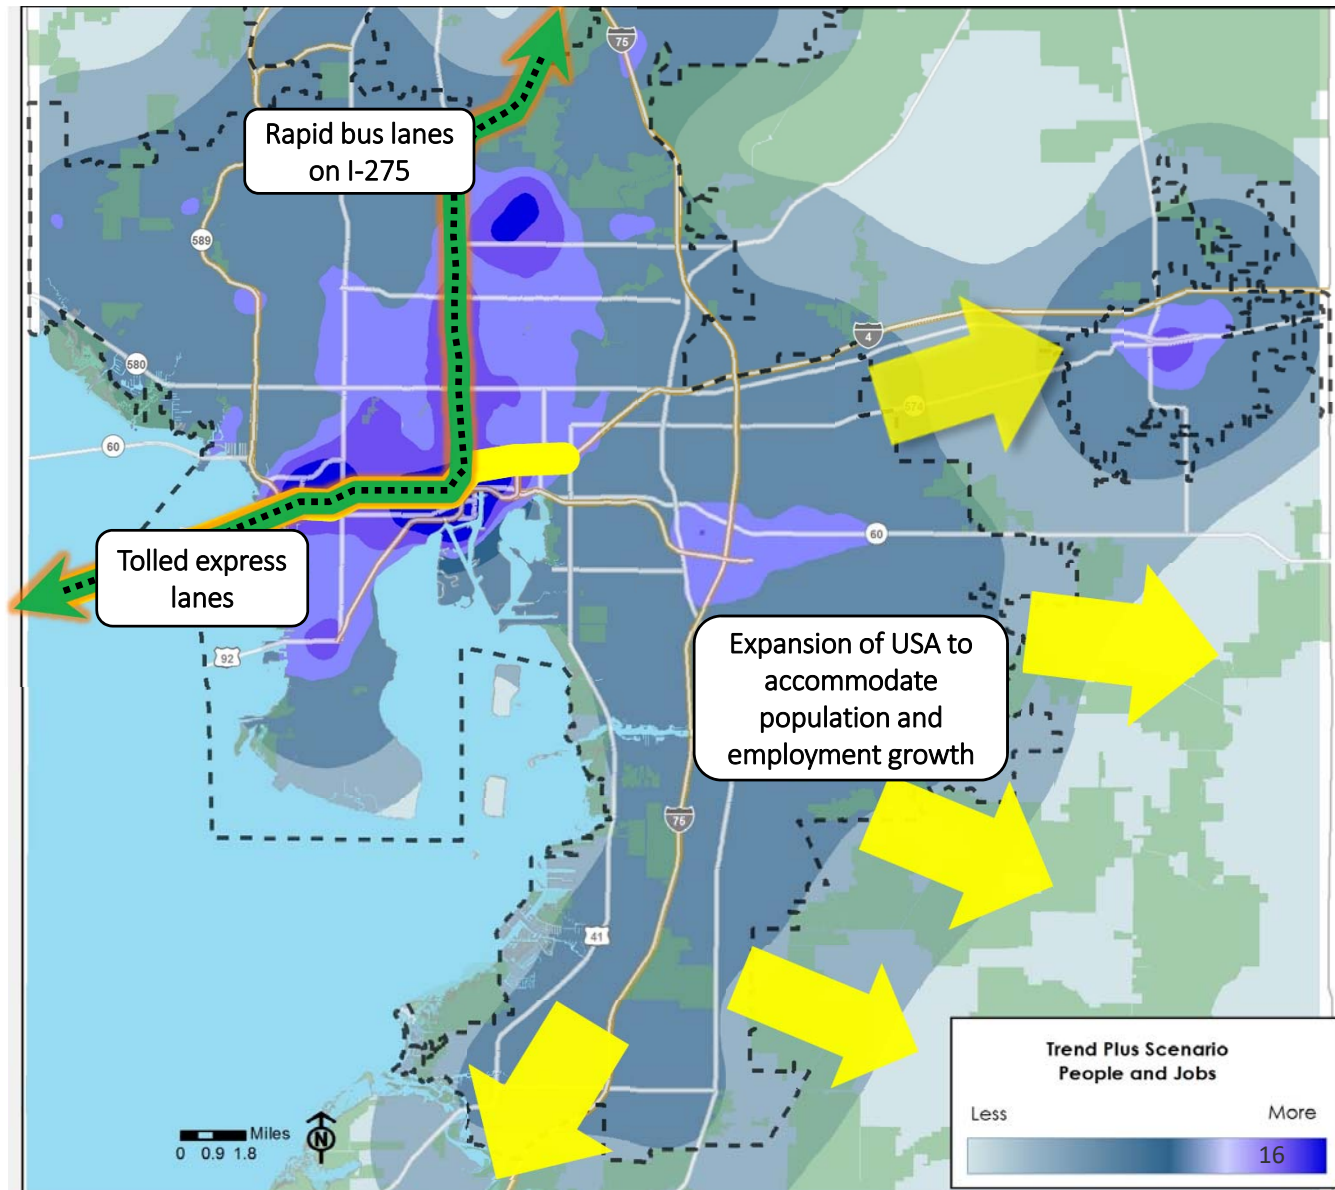 75
Rapid bus lanes
on I-275
589
4
580
574
60
60
Tolled express
lanes
92
Expansion of USA to
accommodate
population and
employment growth
75
41
Trend Plus Scenario
People and Jobs
Less More
16
Miles
0 0.9 1.8
N